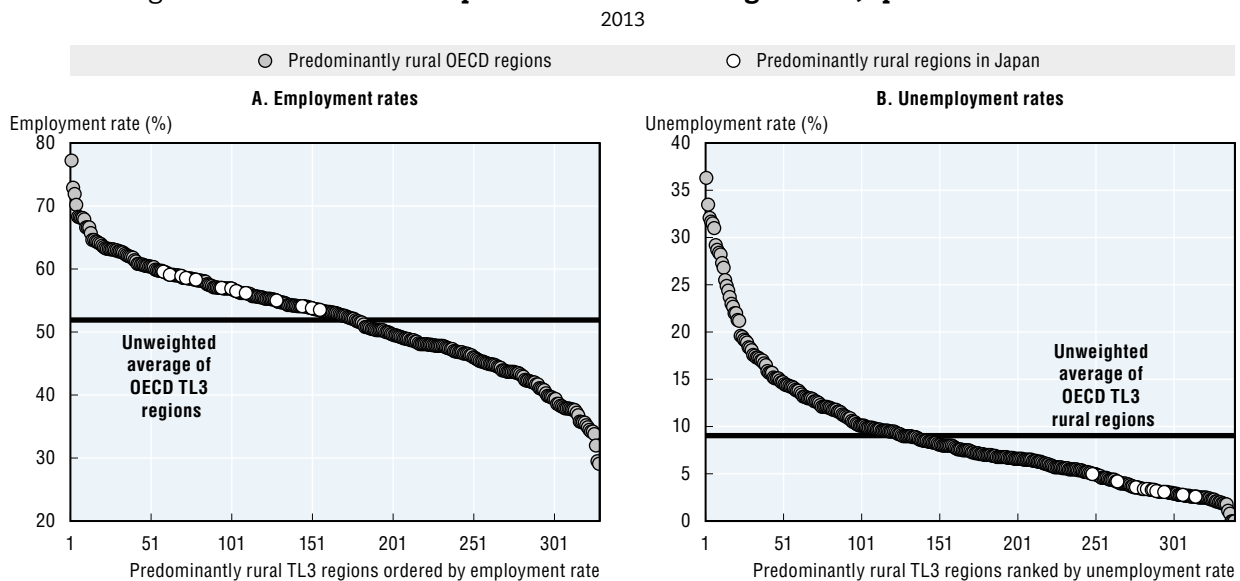 2013
Predominantly rural OECD regions
Predominantly rural regions in Japan
A. Employment rates
Employment rate (%)
80
70
60
50
40
30
20
Unweighted
average of
OECD TL3
regions
1 51 101 151 201 251 301
Predominantly rural TL3 regions ordered by employment rate
B. Unemployment rates
Unemployment rate (%)
40
35
30
25
20
15
10
5
0
Unweighted
average of
OECD TL3
rural regions
1 51 101 151 201 251 301
Predominantly rural TL3 regions ranked by unemployment rate